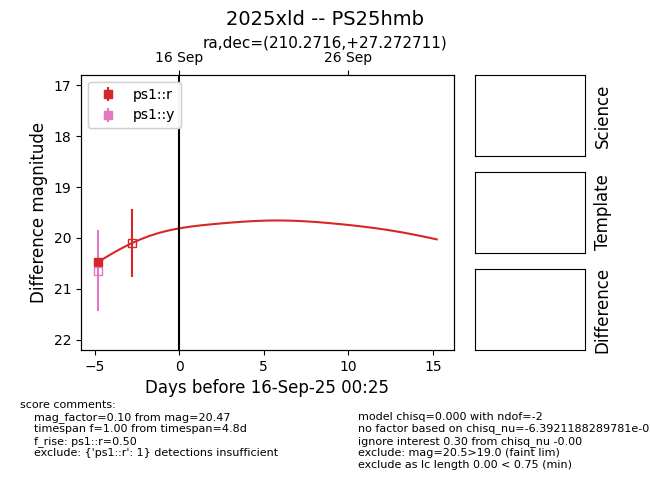 2025xld -- PS25hmb
ra,dec=(210.2716,+27.272711)
16 Sep
26 Sep
17
18
19
20
21
22
Difference magnitude
ps1::r
ps1::y
−5
0
5
10
15
Days before 16-Sep-25 00:25
Science
Template
Difference
score comments:
mag_factor=0.10 from mag=20.47
timespan f=1.00 from timespan=4.8d
f_rise: ps1::r=0.50
exclude: {'ps1::r': 1} detections insufficient
model chisq=0.000 with ndof=-2
no factor based on chisq_nu=-6.3921188289781e-0
ignore interest 0.30 from chisq_nu -0.00
exclude: mag=20.5>19.0 (faint lim)
exclude as lc length 0.00 < 0.75 (min)